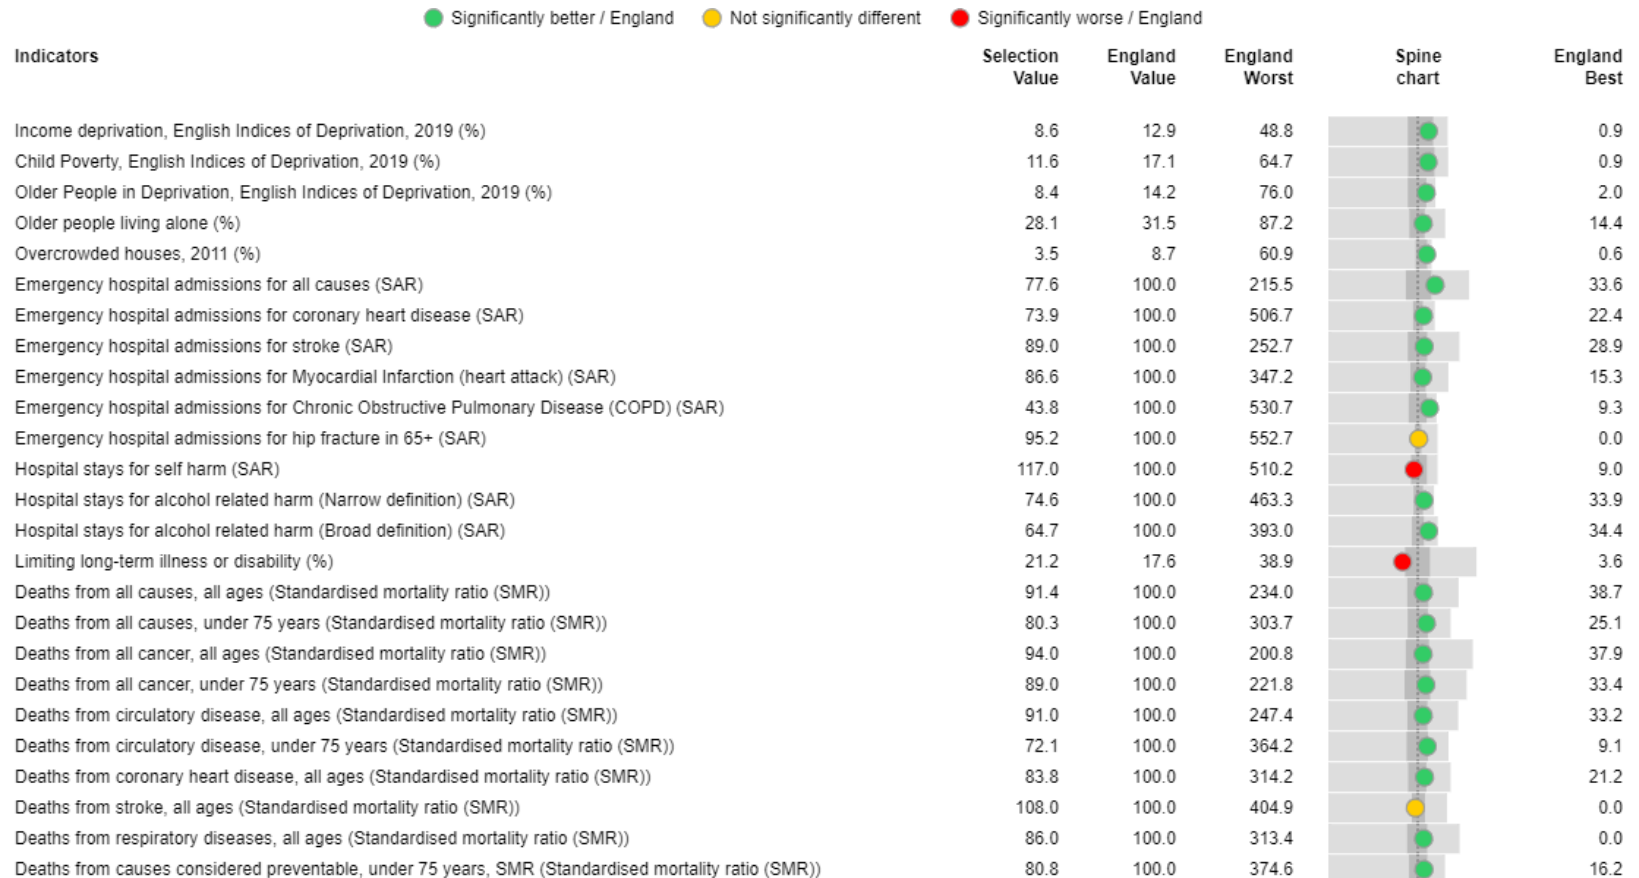 Significantly better / England Not significantly different Significantly worse / England
Indicators Selection Value England Value England Worst Spine chart England Best
Income deprivation, English Indices of Deprivation, 2019 (%) 8.6 12.9 48.8 0.9
Child Poverty, English Indices of Deprivation, 2019 (%) 11.6 17.1 64.7 0.9
Older People in Deprivation, English Indices of Deprivation, 2019 (%) 8.4 14.2 76.0 2.0
Older people living alone (%) 28.1 31.5 87.2 14.4
Overcrowded houses, 2011 (%) 3.5 8.7 60.9 0.6
Emergency hospital admissions for all causes (SAR) 77.6 100.0 215.5 33.6
Emergency hospital admissions for coronary heart disease (SAR) 73.9 100.0 506.7 22.4
Emergency hospital admissions for stroke (SAR) 89.0 100.0 252.7 28.9
Emergency hospital admissions for Myocardial Infarction (heart attack) (SAR) 86.6 100.0 347.2 15.3
Emergency hospital admissions for Chronic Obstructive Pulmonary Disease (COPD) (SAR) 43.8 100.0 530.7 9.3
Emergency hospital admissions for hip fracture in 65+ (SAR) 95.2 100.0 552.7 0.0
Hospital stays for self harm (SAR) 117.0 100.0 510.2 9.0
Hospital stays for alcohol related harm (Narrow definition) (SAR) 74.6 100.0 463.3 33.9
Hospital stays for alcohol related harm (Broad definition) (SAR) 64.7 100.0 393.0 34.4
Limiting long-term illness or disability (%) 21.2 17.6 38.9 3.6
Deaths from all causes, all ages (Standardised mortality ratio (SMR)) 91.4 100.0 234.0 38.7
Deaths from all causes, under 75 years (Standardised mortality ratio (SMR)) 80.3 100.0 303.7 25.1
Deaths from all cancer, all ages (Standardised mortality ratio (SMR)) 94.0 100.0 200.8 37.9
Deaths from all cancer, under 75 years (Standardised mortality ratio (SMR)) 89.0 100.0 221.8 33.4
Deaths from circulatory disease, all ages (Standardised mortality ratio (SMR)) 91.0 100.0 247.4 33.2
Deaths from circulatory disease, under 75 years (Standardised mortality ratio (SMR)) 72.1 100.0 364.2 9.1
Deaths from coronary heart disease, all ages (Standardised mortality ratio (SMR)) 83.8 100.0 314.2 21.2
Deaths from stroke, all ages (Standardised mortality ratio (SMR)) 108.0 100.0 404.9 0.0
Deaths from respiratory diseases, all ages (Standardised mortality ratio (SMR)) 86.0 100.0 313.4 0.0
Deaths from causes considered preventable, under 75 years, SMR (Standardised mortality ratio (SMR)) 80.8 100.0 374.6 16.2